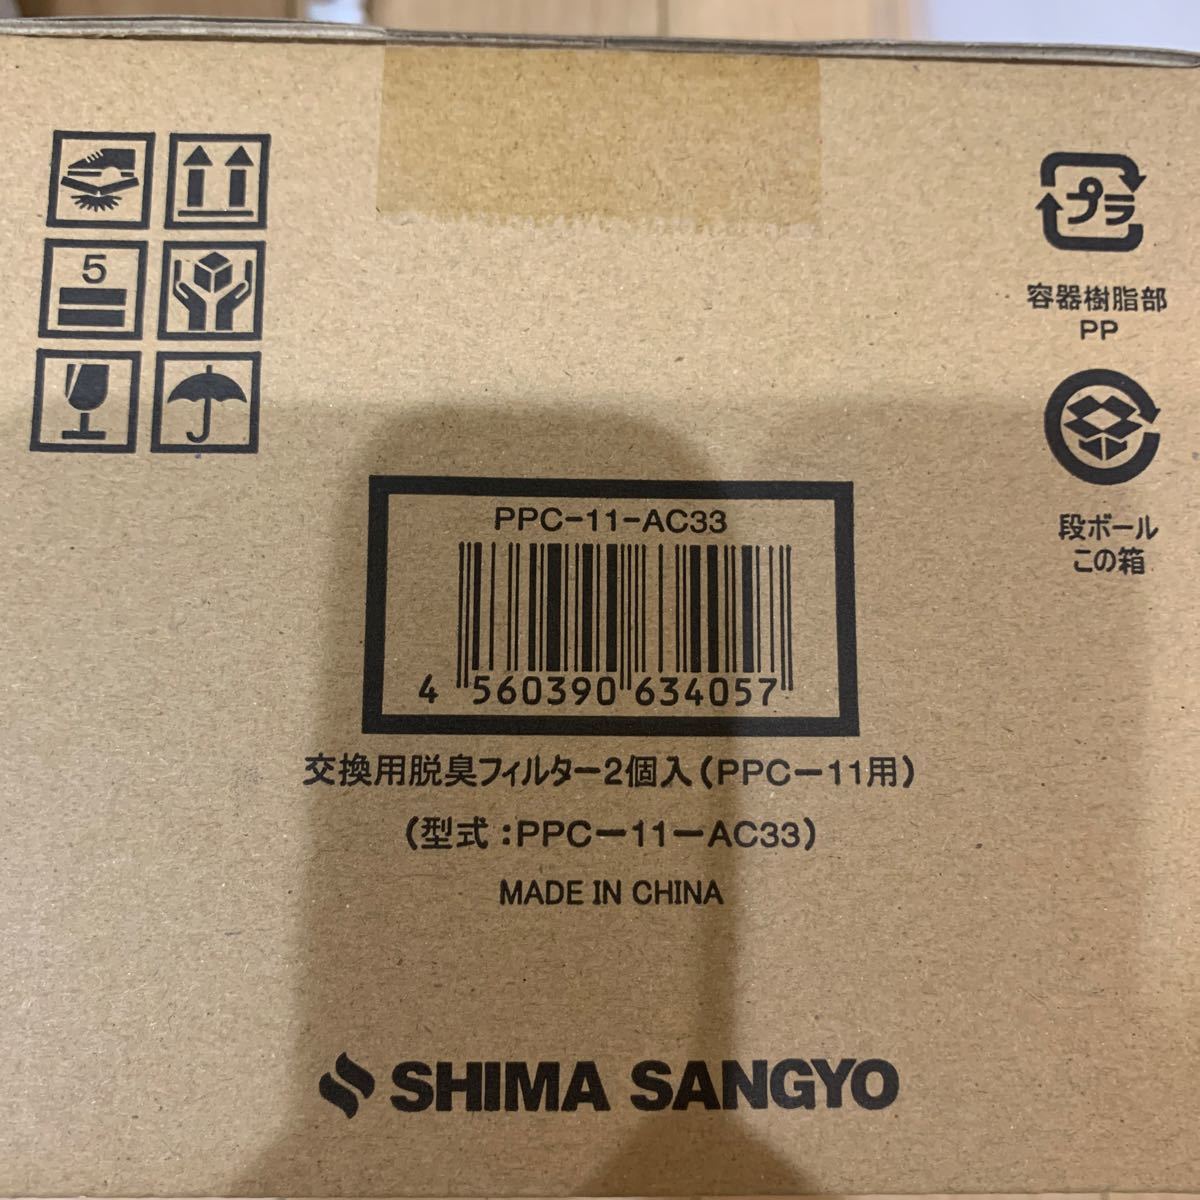 5
プラ
容器樹脂部
PP
段ボール
この箱
PPC-11-AC33
4 560390 634057
交換用脱臭フィルター2個入(PPC-11用)
(型式:PPC-11-AC33)
MADE IN CHINA
SHIMA SANGYO